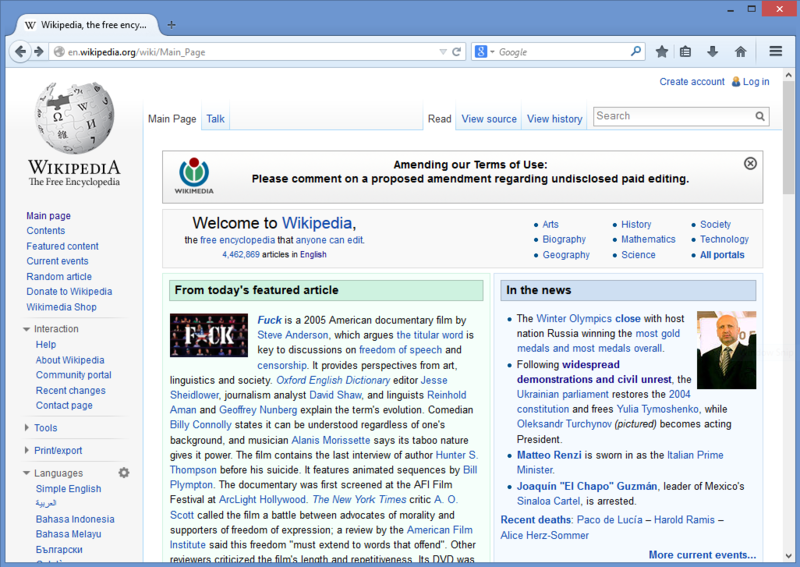 Wikipedia, the free ency...
en.wikipedia.org/wiki/Main_Page
Google
Create account Log in
Main Page Talk
Read View source View history
Search
WIKIPEDIA
The Free Encyclopedia
Main page
Contents
Featured content
Current events
Random article
Donate to Wikipedia
Wikimedia Shop
Interaction
Help
About Wikipedia
Community portal
Recent changes
Contact page
Tools
Print/export
Languages
Simple English
العربية
Bahasa Indonesia
Bahasa Melayu
Български
WIKIMEDIA
Amending our Terms of Use:
Please comment on a proposed amendment regarding undisclosed paid editing.
Welcome to Wikipedia,
the free encyclopedia that anyone can edit.
4,462,869 articles in English
Arts
Biography
Geography
History
Mathematics
Science
Society
Technology
All portals
From today's featured article
F★CK
Fuck is a 2005 American documentary film by
Steve Anderson, which argues the titular word is
key to discussions on freedom of speech and
censorship. It provides perspectives from art,
linguistics and society. Oxford English Dictionary editor Jesse
Sheidlower, journalism analyst David Shaw, and linguists Reinhold
Aman and Geoffrey Nunberg explain the term's evolution. Comedian
Billy Connolly states it can be understood regardless of one's
background, and musician Alanis Morissette says its taboo nature
gives it power. The film contains the last interview of author Hunter S.
Thompson before his suicide. It features animated sequences by Bill
Plympton. The documentary was first screened at the AFI Film
Festival at ArcLight Hollywood. The New York Times critic A. O.
Scott called the film a battle between advocates of morality and
supporters of freedom of expression; a review by the American Film
Institute said this freedom "must extend to words that offend". Other
reviewers criticized the film's length and repetitiveness. Its DVD was
In the news
The Winter Olympics close with host
nation Russia winning the most gold
medals and most medals overall.
Following widespread
demonstrations and civil unrest, the
Ukrainian parliament restores the 2004
constitution and frees Yulia Tymoshenko, while
Oleksandr Turchynov (pictured) becomes acting
President.
Matteo Renzi is sworn in as the Italian Prime
Minister.
Joaquín "El Chapo" Guzmán, leader of Mexico's
Sinaloa Cartel, is arrested.
Recent deaths: Paco de Lucía – Harold Ramis –
Alice Herz-Sommer
More current events...